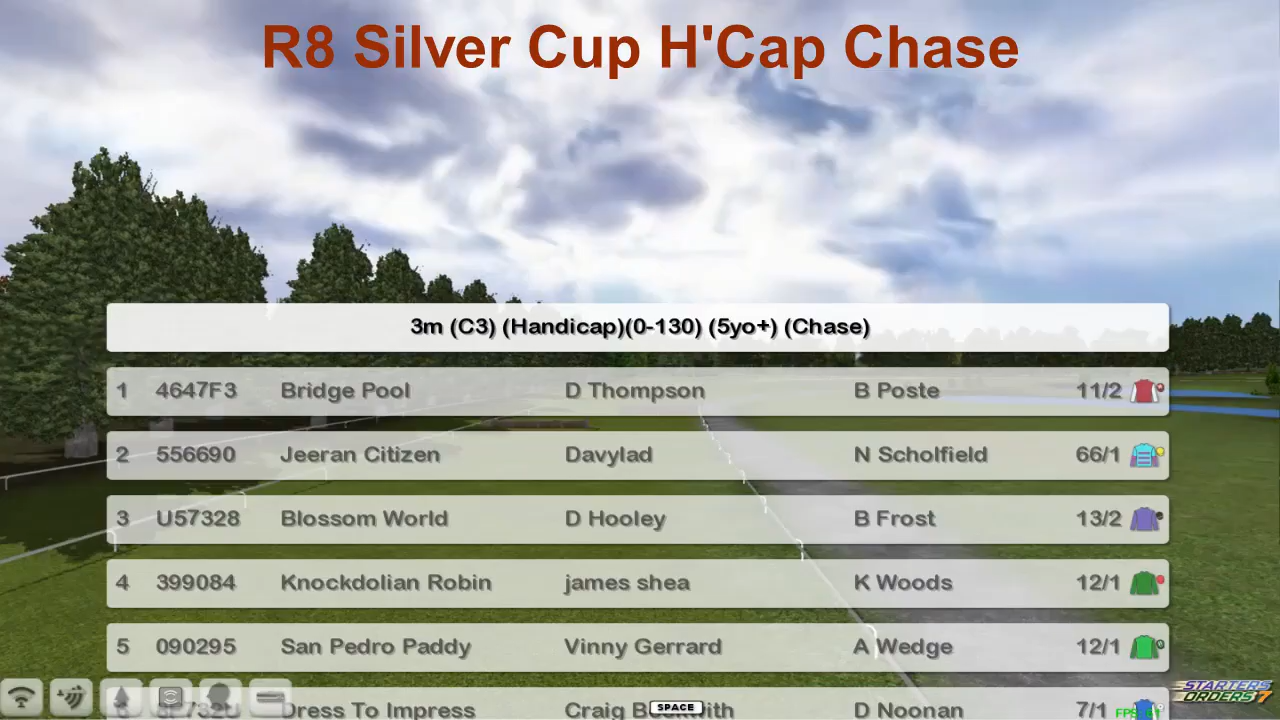 R8 Silver Cup H'Cap Chase
3m (C3) (Handicap)(0-130) (5yo+) (Chase)
1 4647F3 Bridge Pool D Thompson B Poste 11/2
2 556690 Jeeran Citizen Davylad N Scholfield 66/1
3 U57328 Blossom World D Hooley B Frost 13/2
4 399084 Knockdolian Robin james shea K Woods 12/1
5 090295 San Pedro Paddy Vinny Gerrard A Wedge 12/1
6 Dress To Impress Craig Beckwith D Noonan 7/1
SPACE
FPS
STARTERS
ORDERS 7